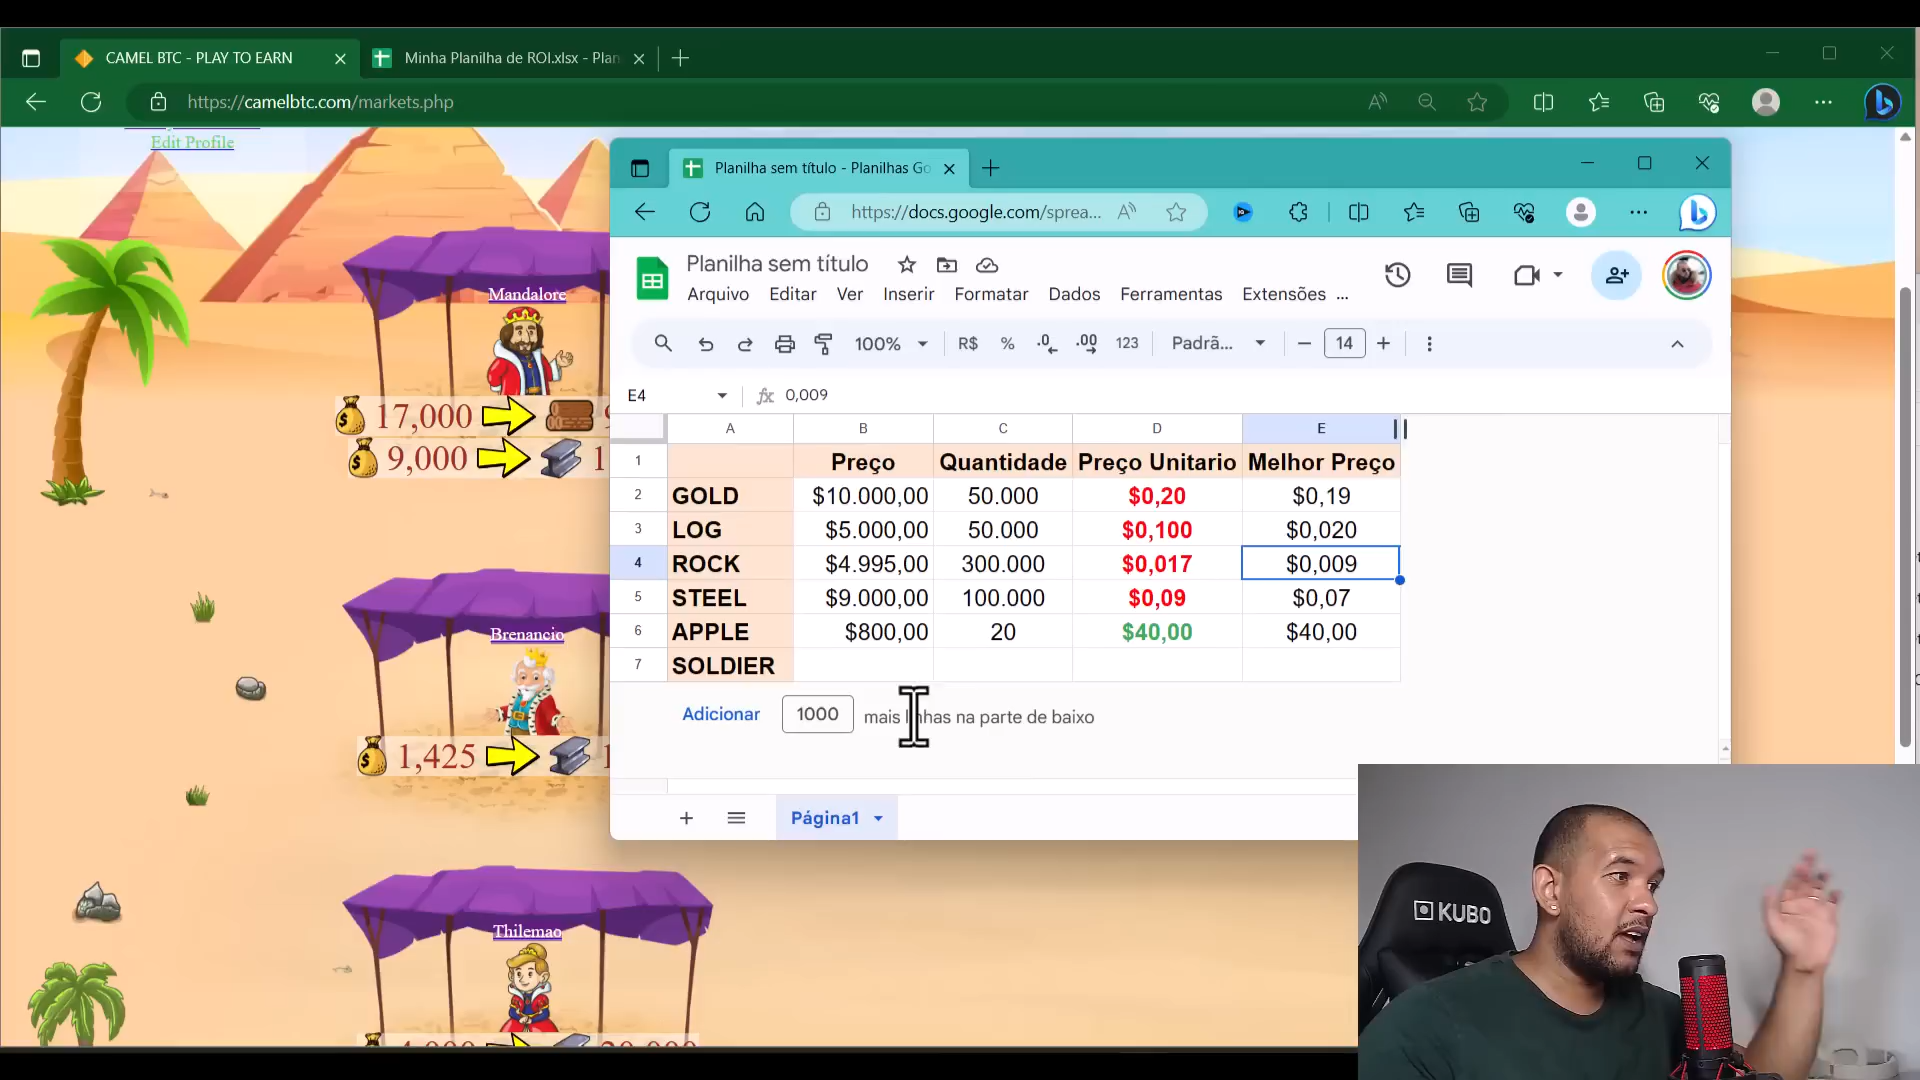 CAMEL BTC - PLAY TO EARN
Minha Planilha de ROI.xlsx - Plan
https://camelbtc.com/markets.php
Edit Profile
Mandalore
17,000
9,000
Brenancio
1,425
Thilemao
Planilha sem título - Planilhas Go
https://docs.google.com/sprea...
Planilha sem título
Arquivo Editar Ver Inserir Formatar Dados Ferramentas Extensões ...
100% R$ % .0 .00 123 Padrã... 14
E4 fx 0,009
A B C D E
1 Preço Quantidade Preço Unitario Melhor Preço
2 GOLD $10.000,00 50.000 $0,20 $0,19
3 LOG $5.000,00 50.000 $0,100 $0,020
4 ROCK $4.995,00 300.000 $0,017 $0,009
5 STEEL $9.000,00 100.000 $0,09 $0,07
6 APPLE $800,00 20 $40,00 $40,00
7 SOLDIER
Adicionar 1000 mais linhas na parte de baixo
Página1
KUBO